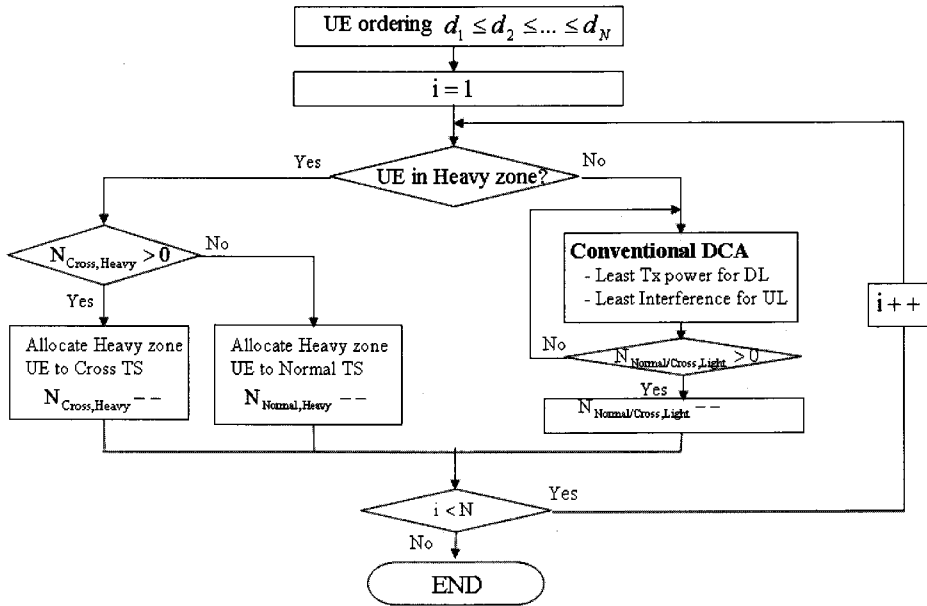 UE ordering d₁ ≤ d₂ ≤ ... ≤ d_N
i = 1
Yes
No
UE in Heavy zone?
N_Cross,Heavy > 0
No
Yes
Conventional DCA
- Least Tx power for DL
- Least Interference for UL
i + +
Allocate Heavy zone
UE to Cross TS
N_Cross,Heavy --
Allocate Heavy zone
UE to Normal TS
N_Normal,Heavy --
No
N_Normal/Cross,Light > 0
Yes
N_Normal/Cross,Light --
i < N
Yes
No
END